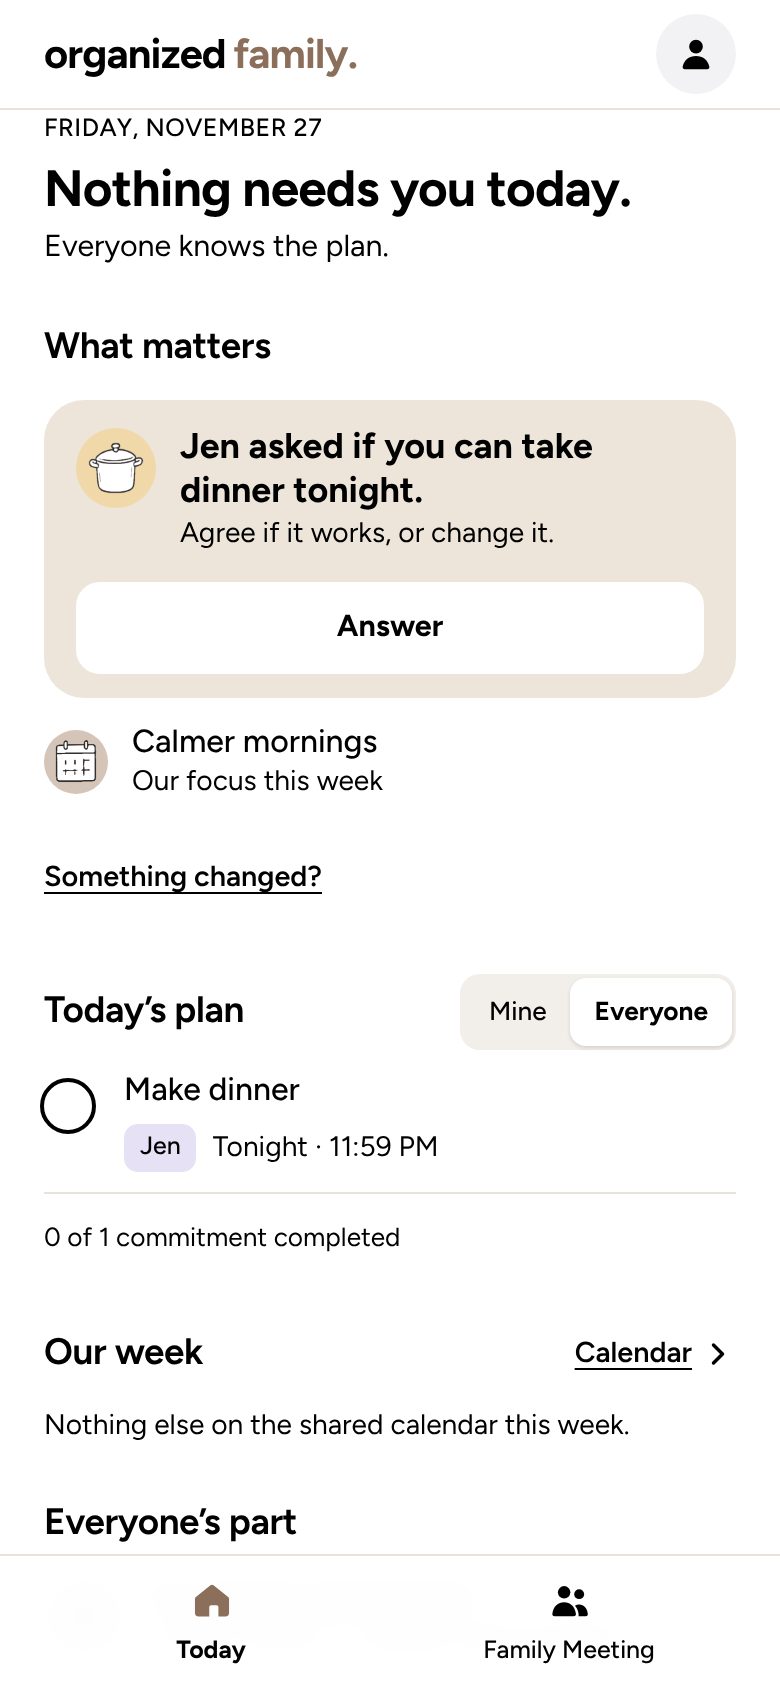 organized family.
FRIDAY, NOVEMBER 27
Nothing needs you today.
Everyone knows the plan.
What matters
Jen asked if you can take
dinner tonight.
Agree if it works, or change it.
Answer
Calmer mornings
Our focus this week
Something changed?
Today’s plan
Mine
Everyone
Make dinner
Jen
Tonight · 11:59 PM
0 of 1 commitment completed
Our week
Calendar
Nothing else on the shared calendar this week.
Everyone’s part
Today
Family Meeting